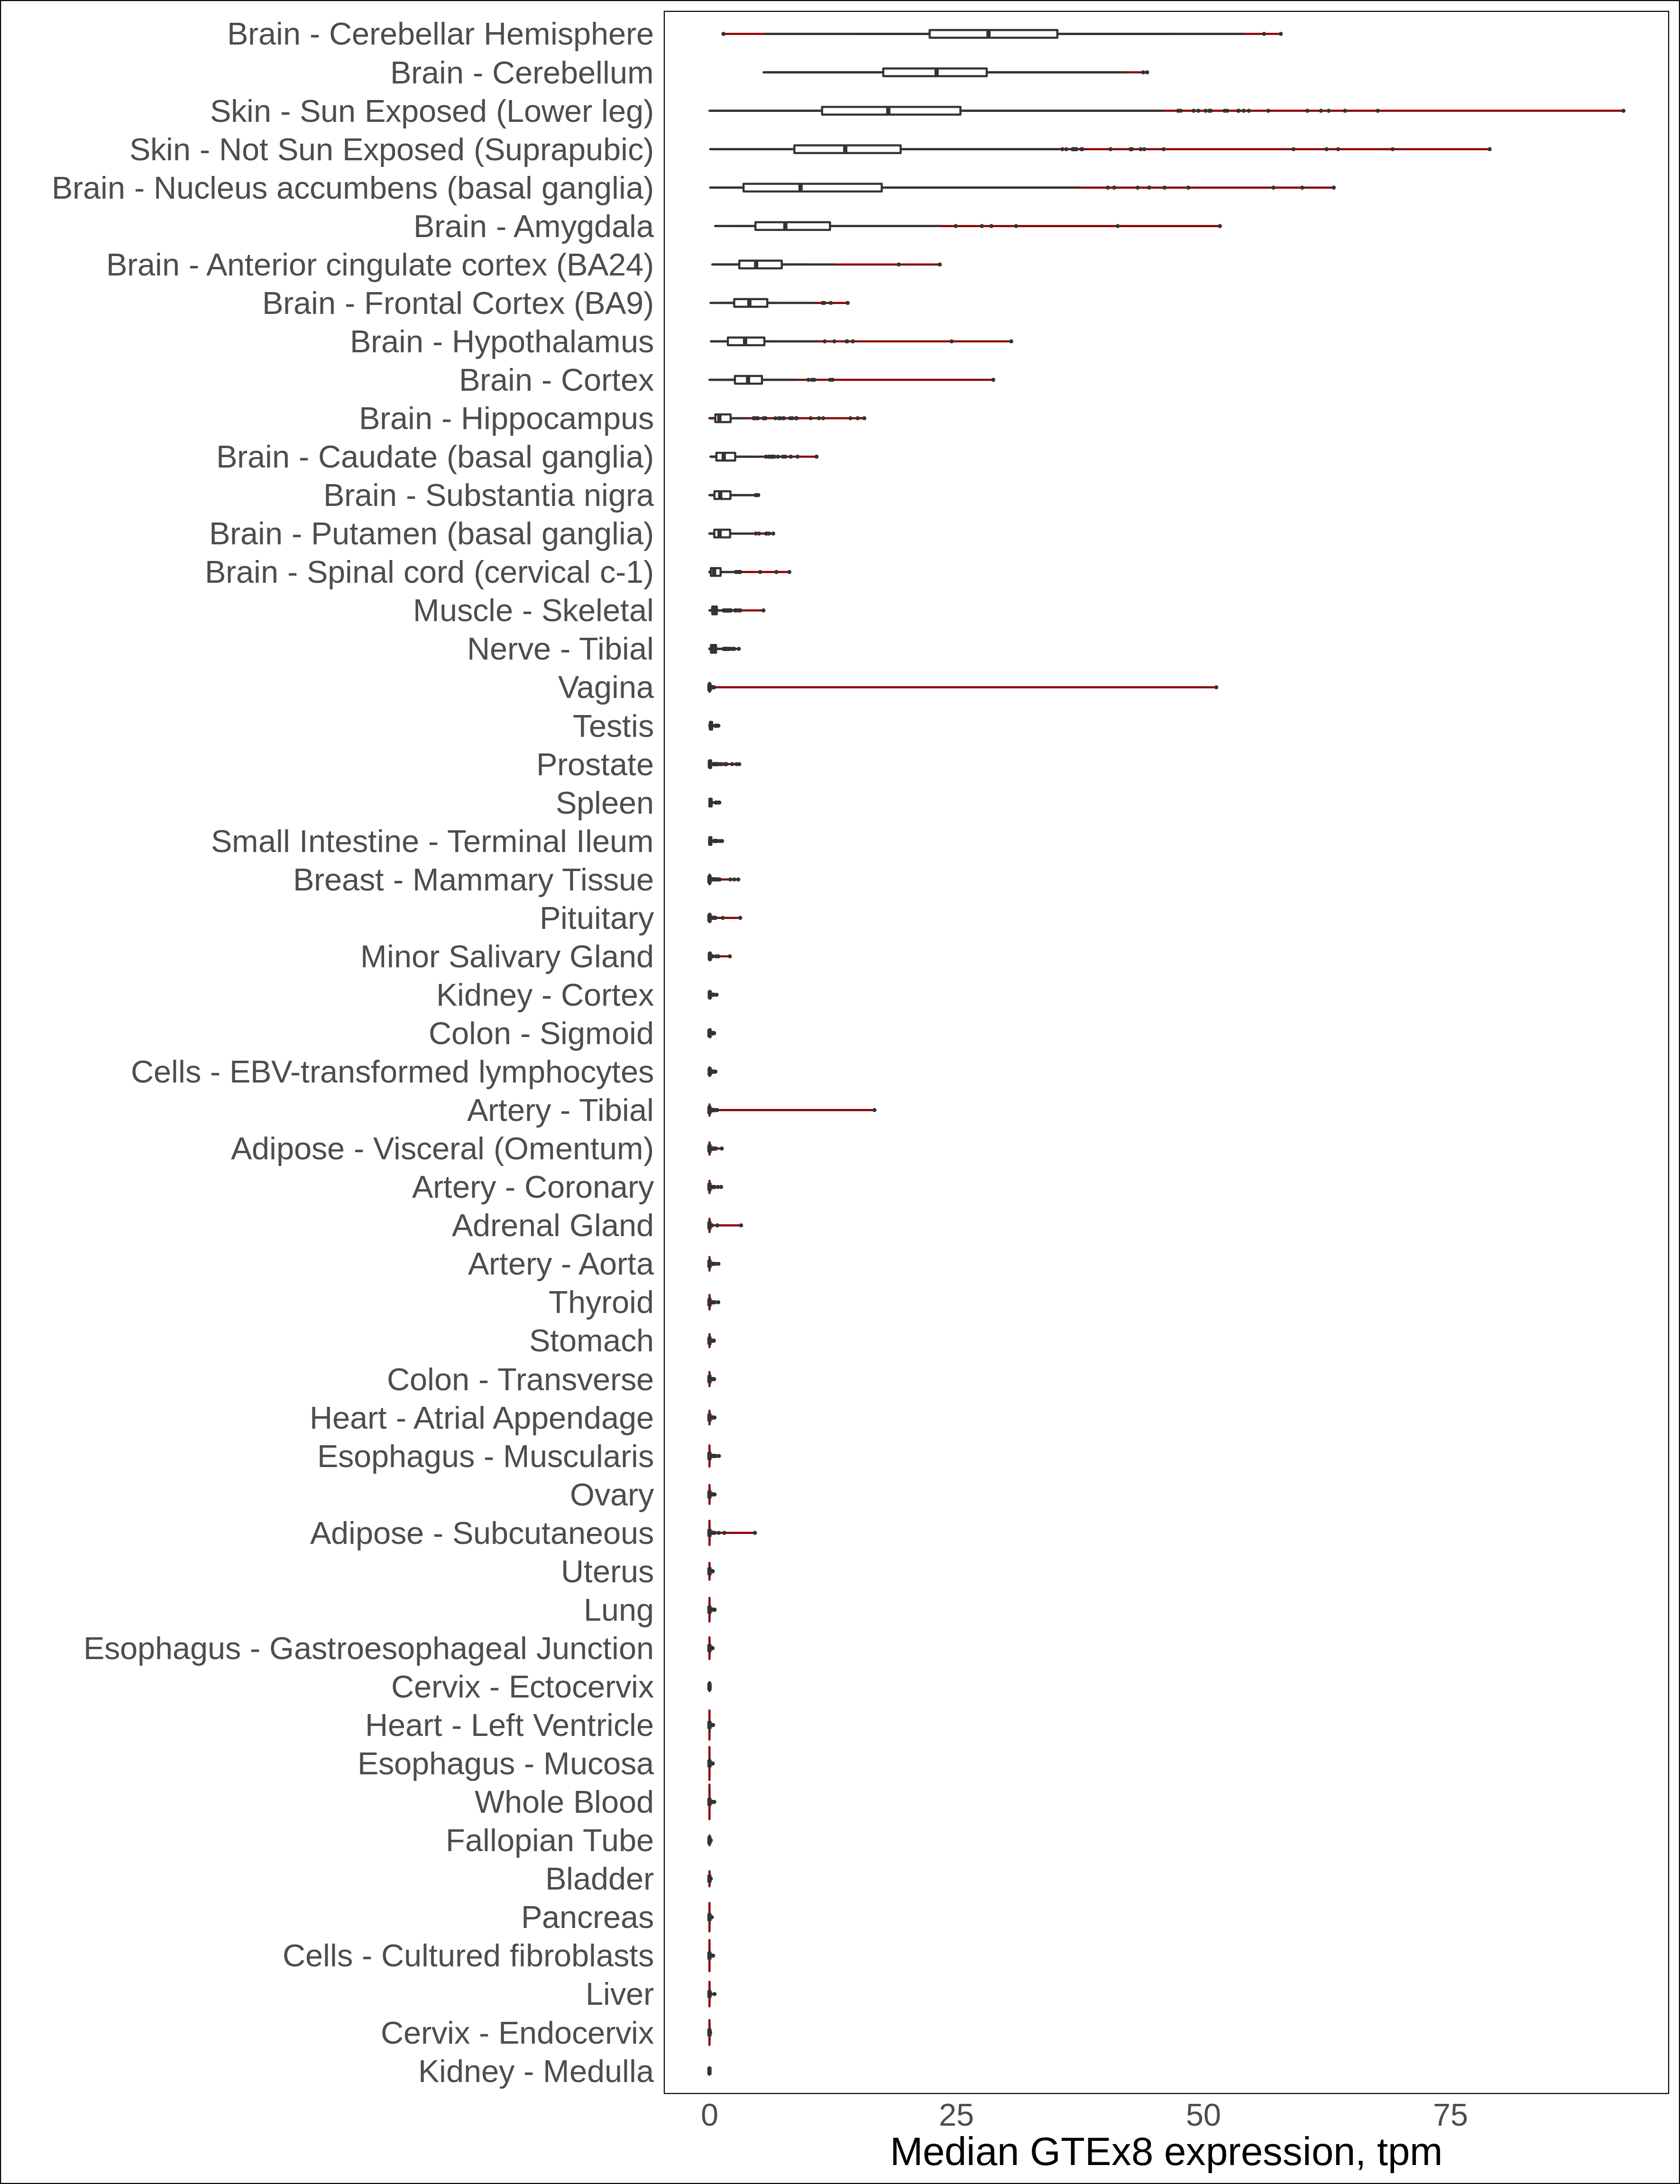 Brain - Cerebellar Hemisphere
Brain - Cerebellum
Skin - Sun Exposed (Lower leg)
Skin - Not Sun Exposed (Suprapubic)
Brain - Nucleus accumbens (basal ganglia)
Brain - Amygdala
Brain - Anterior cingulate cortex (BA24)
Brain - Frontal Cortex (BA9)
Brain - Hypothalamus
Brain - Cortex
Brain - Hippocampus
Brain - Caudate (basal ganglia)
Brain - Substantia nigra
Brain - Putamen (basal ganglia)
Brain - Spinal cord (cervical c-1)
Muscle - Skeletal
Nerve - Tibial
Vagina
Testis
Prostate
Spleen
Small Intestine - Terminal Ileum
Breast - Mammary Tissue
Pituitary
Minor Salivary Gland
Kidney - Cortex
Colon - Sigmoid
Cells - EBV-transformed lymphocytes
Artery - Tibial
Adipose - Visceral (Omentum)
Artery - Coronary
Adrenal Gland
Artery - Aorta
Thyroid
Stomach
Colon - Transverse
Heart - Atrial Appendage
Esophagus - Muscularis
Ovary
Adipose - Subcutaneous
Uterus
Lung
Esophagus - Gastroesophageal Junction
Cervix - Ectocervix
Heart - Left Ventricle
Esophagus - Mucosa
Whole Blood
Fallopian Tube
Bladder
Pancreas
Cells - Cultured fibroblasts
Liver
Cervix - Endocervix
Kidney - Medulla
0 25 50 75
Median GTEx8 expression, tpm